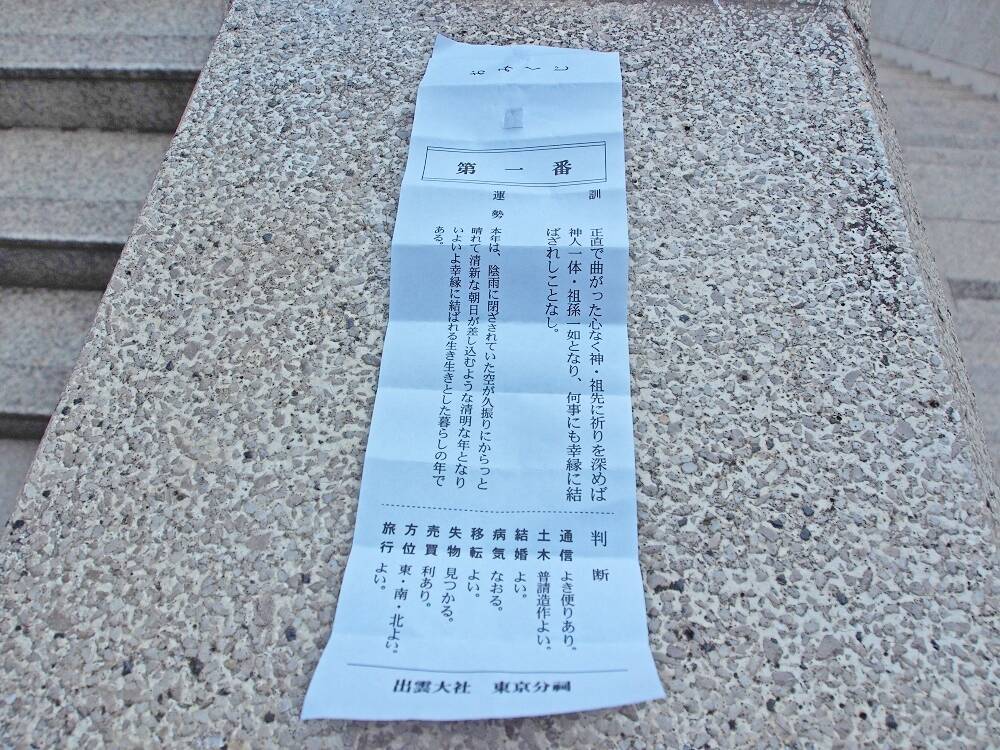 おみくじ
第一番
訓
正直で曲がった心なく神・祖先に祈りを深めば
神人一体・祖孫一如となり、何事にも幸縁に結
ばざれしことなし。
運勢
本年は、陰雨に閉ざされていた空が久振りにからっと
晴れて清新な朝日が差し込むような清明な年となり
いよいよ幸縁に結ばれる生き生きとした暮らしの年で
ある。
判断
通信 よき便りあり。
土木 普請造作よい。
結婚 よい。
病気 なおる。
移転 よい。
失物 見つかる。
売買 利あり。
方位 東・南・北よい。
旅行 よい。
出雲大社 東京分祠